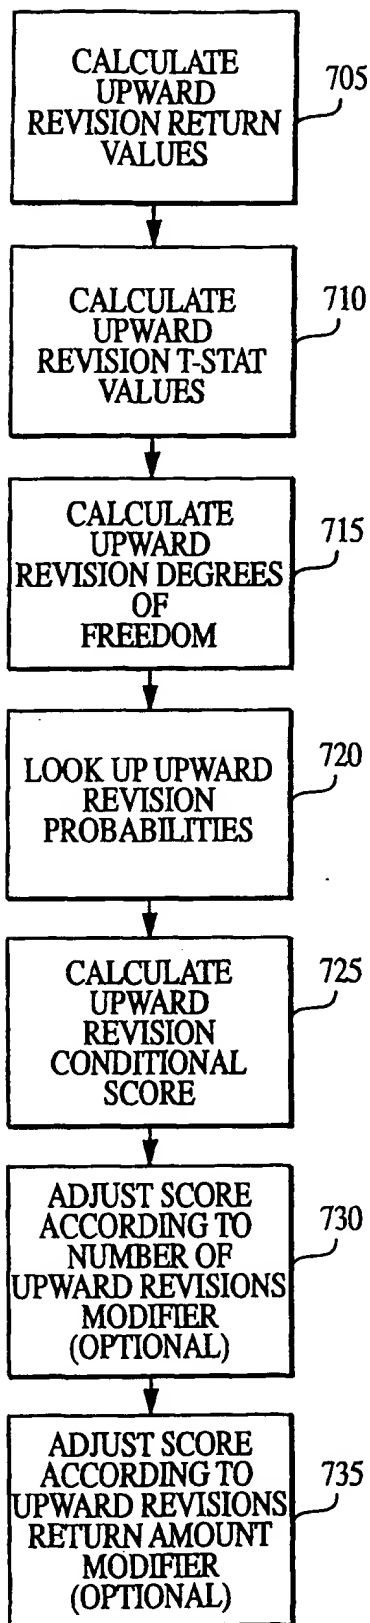 CALCULATE
UPWARD
REVISION RETURN
VALUES
705
CALCULATE
UPWARD
REVISION T-STAT
VALUES
710
CALCULATE
UPWARD
REVISION DEGREES
OF
FREEDOM
715
LOOK UP UPWARD
REVISION
PROBABILITIES
720
CALCULATE
UPWARD
REVISION
CONDITIONAL
SCORE
725
ADJUST SCORE
ACCORDING TO
NUMBER OF
UPWARD REVISIONS
MODIFIER
(OPTIONAL)
730
ADJUST SCORE
ACCORDING TO
UPWARD REVISIONS
RETURN AMOUNT
MODIFIER
(OPTIONAL)
735